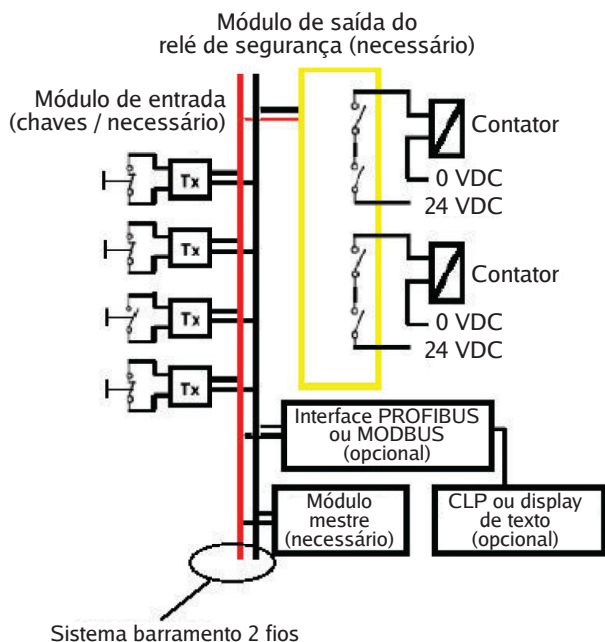 Módulo de saída do
relé de segurança (necessário)
Módulo de entrada
(chaves / necessário)
Tx
Tx
Tx
Tx
Contator
0 VDC
24 VDC
Contator
0 VDC
24 VDC
Interface PROFIBUS
ou MODBUS
(opcional)
Módulo
mestre
(necessário)
CLP ou display
de texto
(opcional)
Sistema barramento 2 fios